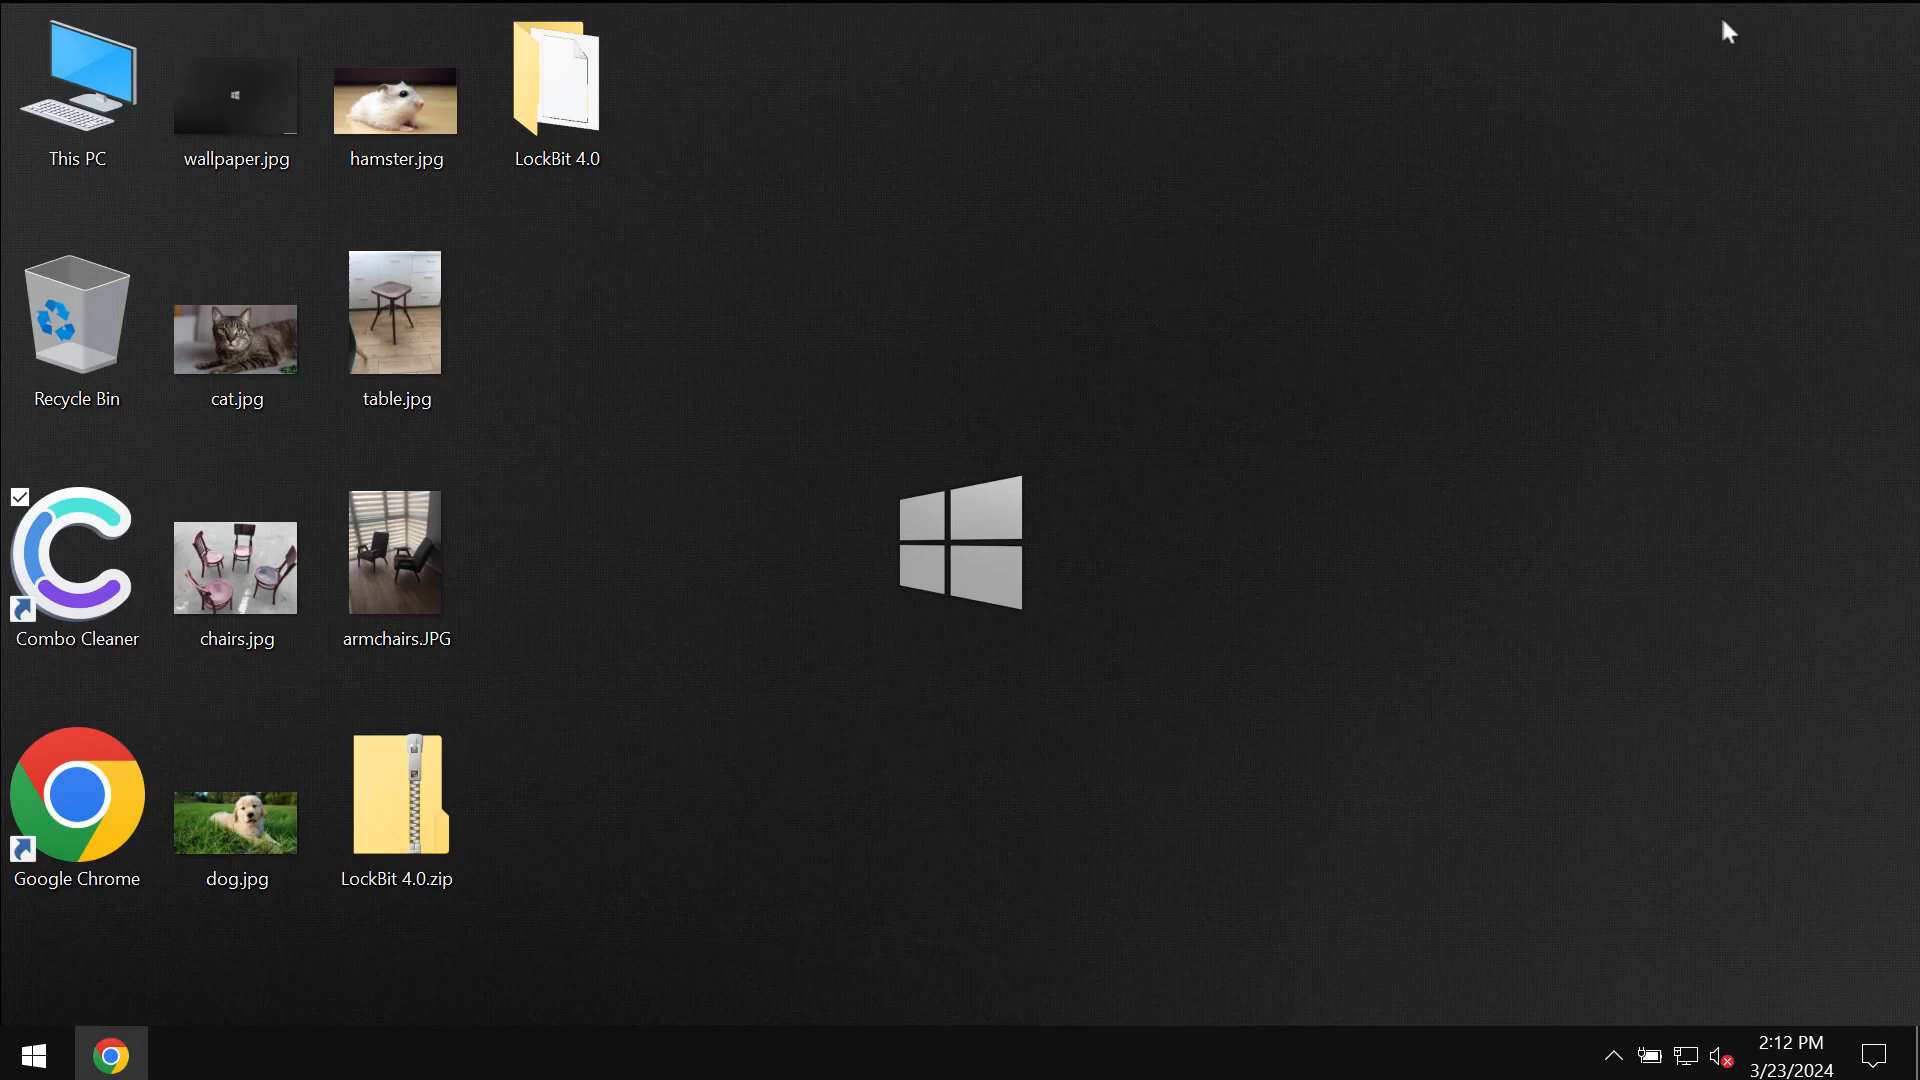 This PC
wallpaper.jpg
hamster.jpg
LockBit 4.0
Recycle Bin
cat.jpg
table.jpg
Combo Cleaner
chairs.jpg
armchairs.JPG
Google Chrome
dog.jpg
LockBit 4.0.zip
2:12 PM
3/23/2024